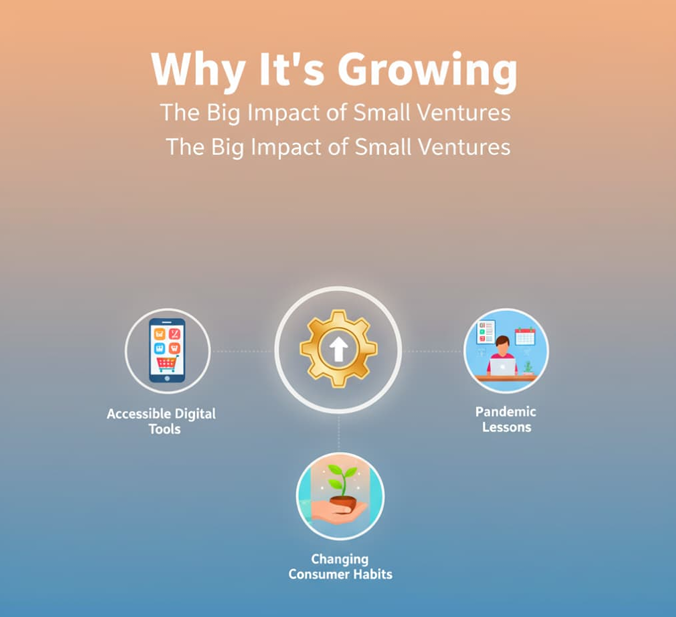 Why It's Growing
The Big Impact of Small Ventures
The Big Impact of Small Ventures
Accessible Digital
Tools
Pandemic
Lessons
Changing
Consumer Habits